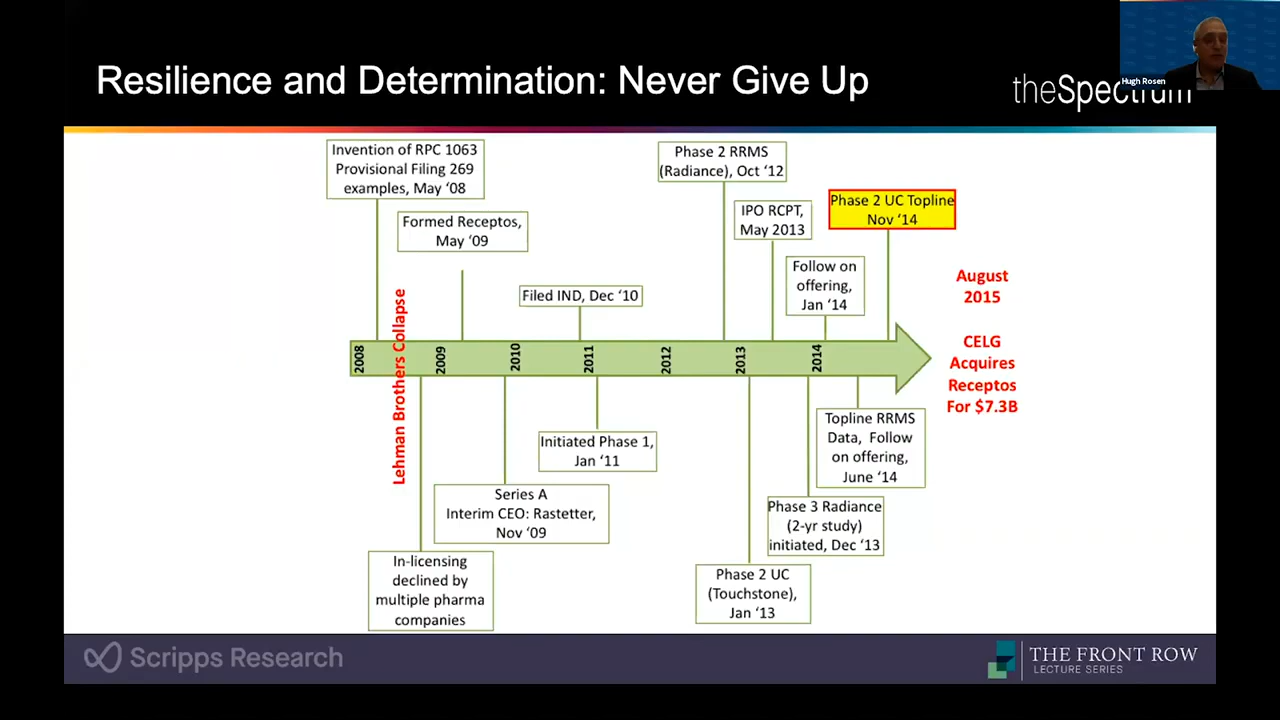 Resilience and Determination: Never Give Up
theSpectrum
Hugh Rosen
Invention of RPC 1063
Provisional Filing 269
examples, May ‘08
Formed Receptos,
May ‘09
Filed IND, Dec ‘10
Phase 2 RRMS
(Radiance), Oct ‘12
IPO RCPT,
May 2013
Follow on
offering,
Jan ‘14
Phase 2 UC Topline
Nov ‘14
August
2015
CELG
Acquires
Receptos
For $7.3B
2008
Lehman Brothers Collapse
2009
2010
2011
2012
2013
2014
In-licensing
declined by
multiple pharma
companies
Series A
Interim CEO: Rastetter,
Nov ‘09
Initiated Phase 1,
Jan ‘11
Phase 2 UC
(Touchstone),
Jan ‘13
Phase 3 Radiance
(2-yr study)
initiated, Dec ‘13
Topline RRMS
Data, Follow
on offering,
June ‘14
Scripps Research
THE FRONT ROW
LECTURE SERIES